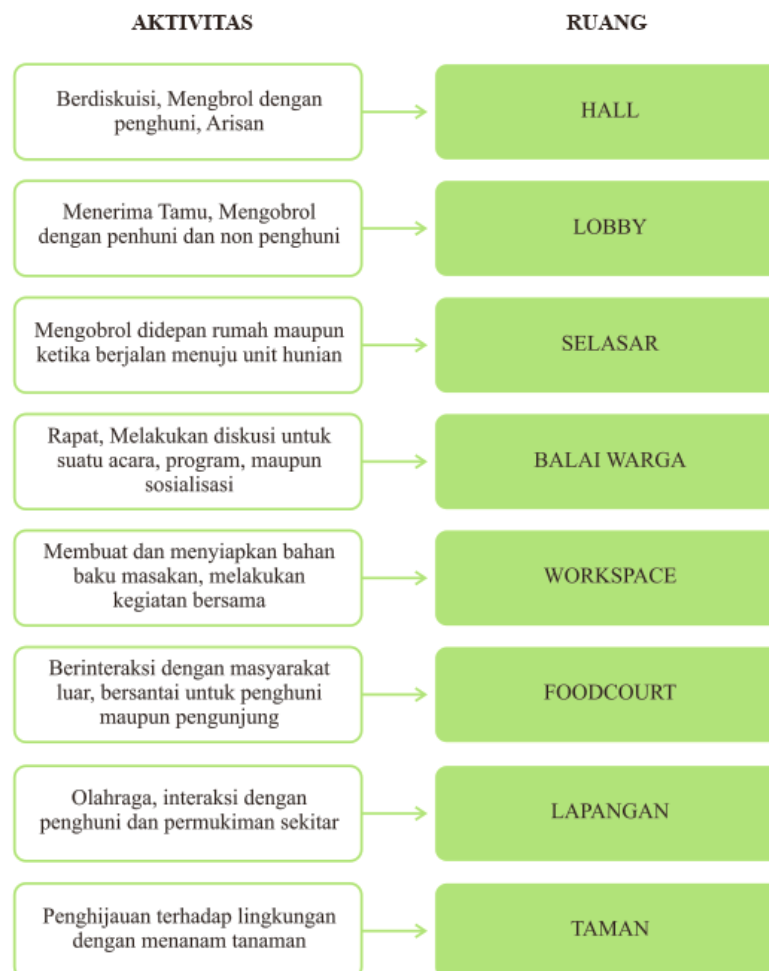 AKTIVITAS
RUANG
Berdiskuisi, Mengbrol dengan
penghuni, Arisan
HALL
Menerima Tamu, Mengobrol
dengan penhuni dan non penghuni
LOBBY
Mengobrol didepan rumah maupun
ketika berjalan menuju unit hunian
SELASAR
Rapat, Melakukan diskusi untuk
suatu acara, program, maupun
sosialisasi
BALAI WARGA
Membuat dan menyiapkan bahan
baku masakan, melakukan
kegiatan bersama
WORKSPACE
Berinteraksi dengan masyarakat
luar, bersantai untuk penghuni
maupun pengunjung
FOODCOURT
Olahraga, interaksi dengan
penghuni dan permukiman sekitar
LAPANGAN
Penghijauan terhadap lingkungan
dengan menanam tanaman
TAMAN